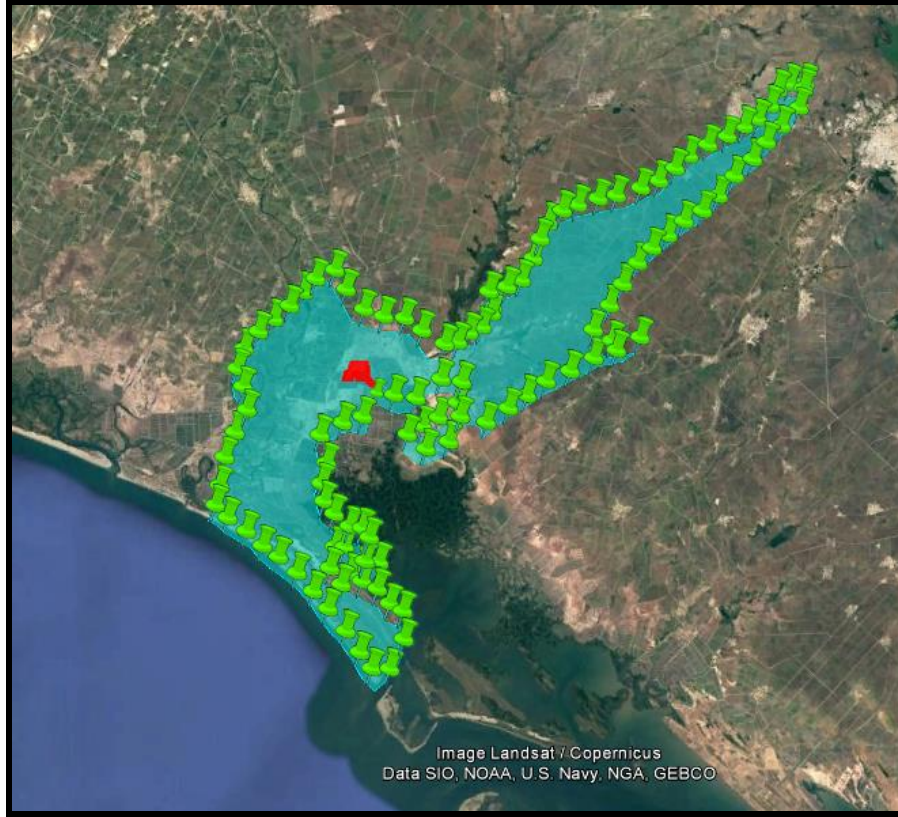 Image Landsat / Copernicus
Data SIO, NOAA, U.S. Navy, NGA, GEBCO